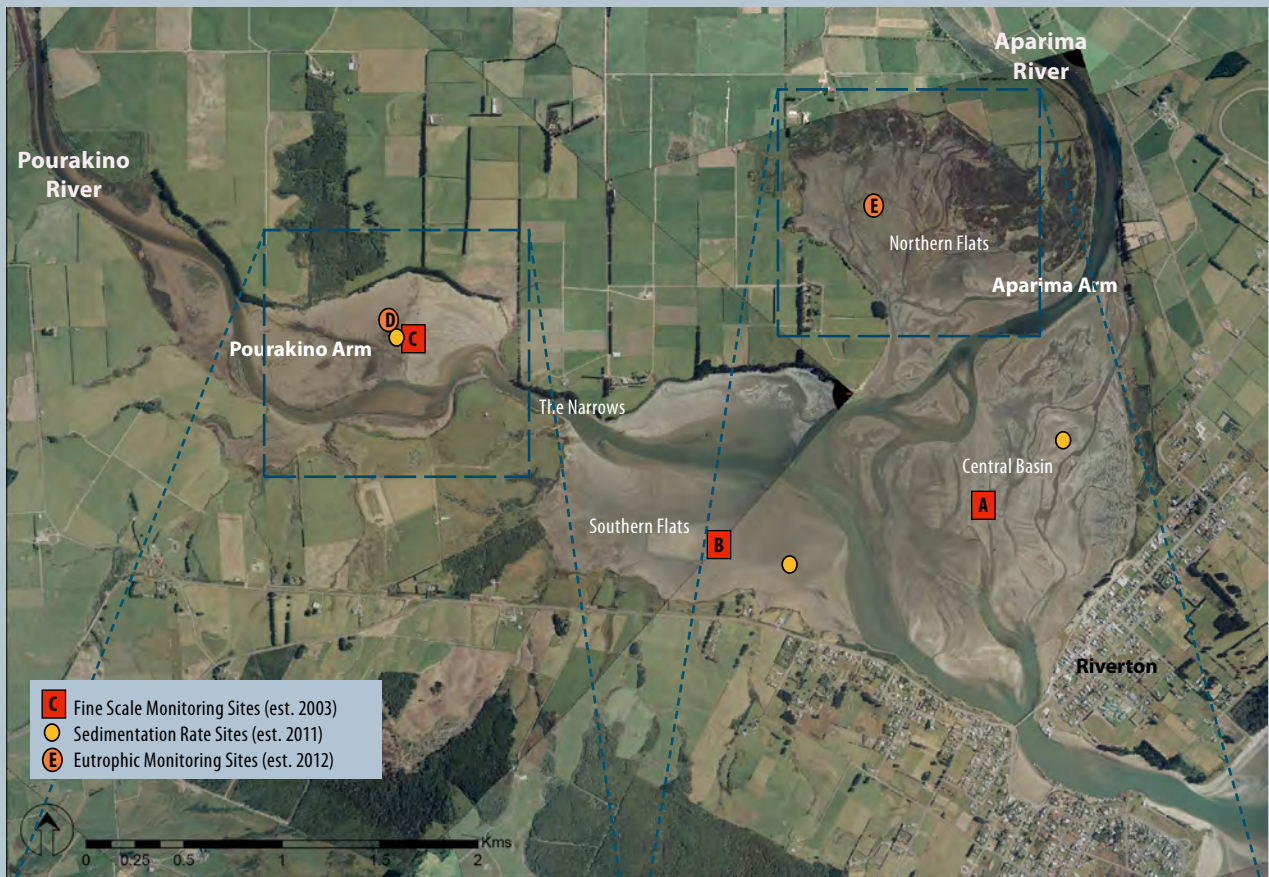 Aparima
River
Pourakino
River
E
Northern Flats
Aparima Arm
D
C
Pourakino Arm
The Narrows
Central Basin
A
Southern Flats
B
Riverton
C Fine Scale Monitoring Sites (est. 2003)
Sedimentation Rate Sites (est. 2011)
E Eutrophic Monitoring Sites (est. 2012)
Kms
0 0.25 0.5 1 1.5 2